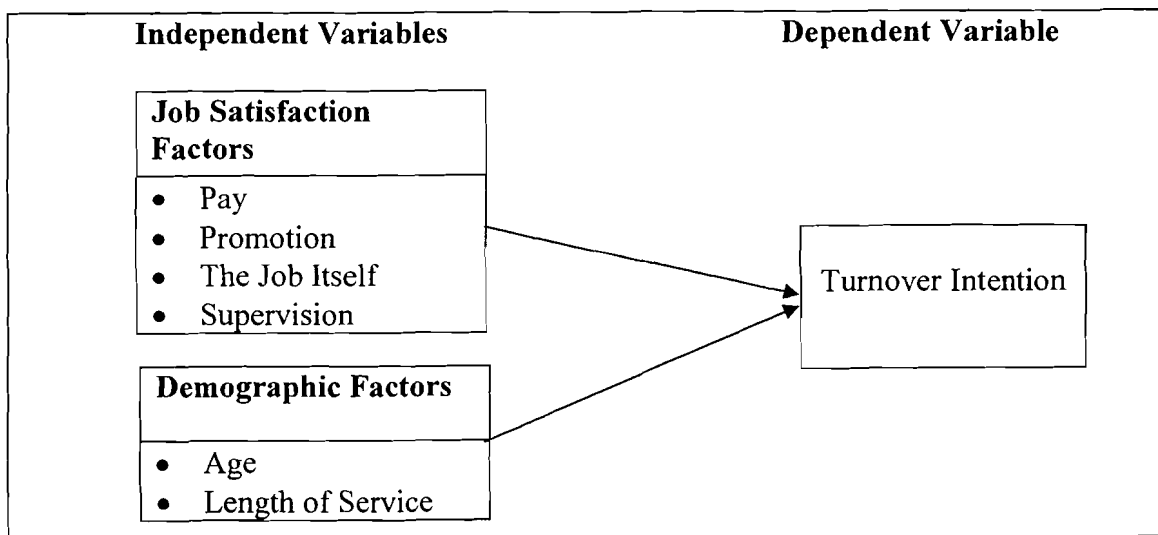 Independent Variables
Dependent Variable
Job Satisfaction
Factors
• Pay
• Promotion
• The Job Itself
• Supervision
Turnover Intention
Demographic Factors
• Age
• Length of Service